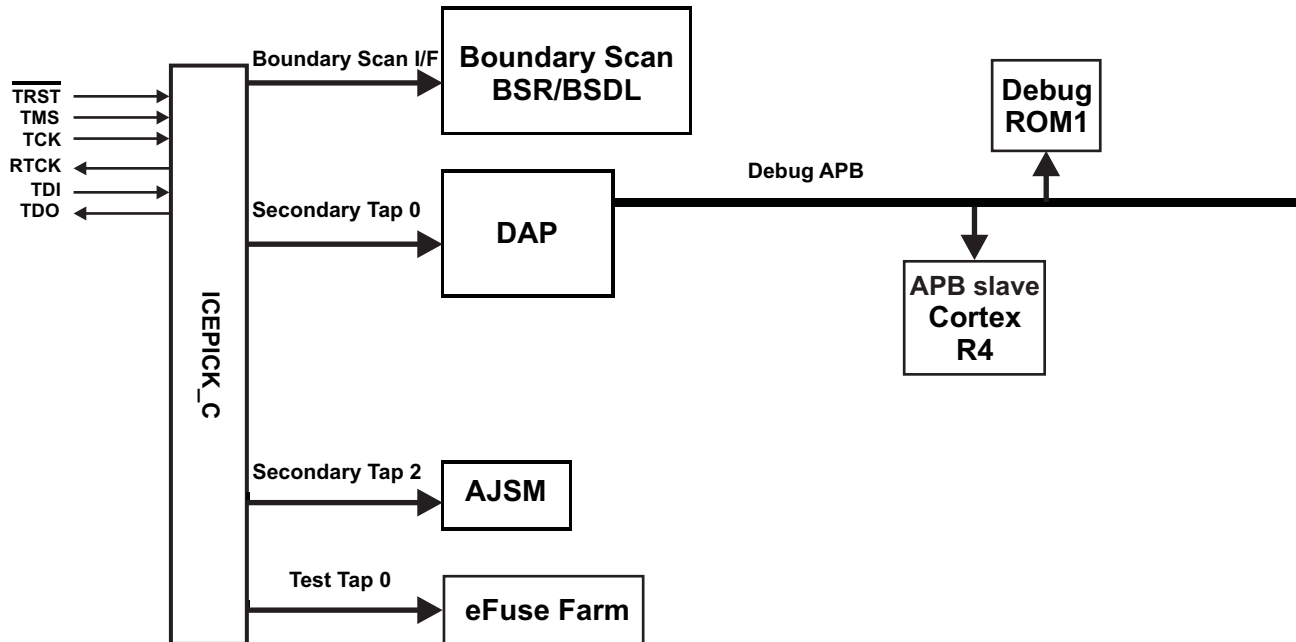 Boundary Scan I/F
Boundary Scan
BSR/BSDL
TRST
TMS
TCK
RTCK
TDI
TDO
Debug
ROM1
Debug APB
Secondary Tap 0
DAP
ICEPICK_C
APB slave
Cortex
R4
Secondary Tap 2
AJSM
Test Tap 0
eFuse Farm